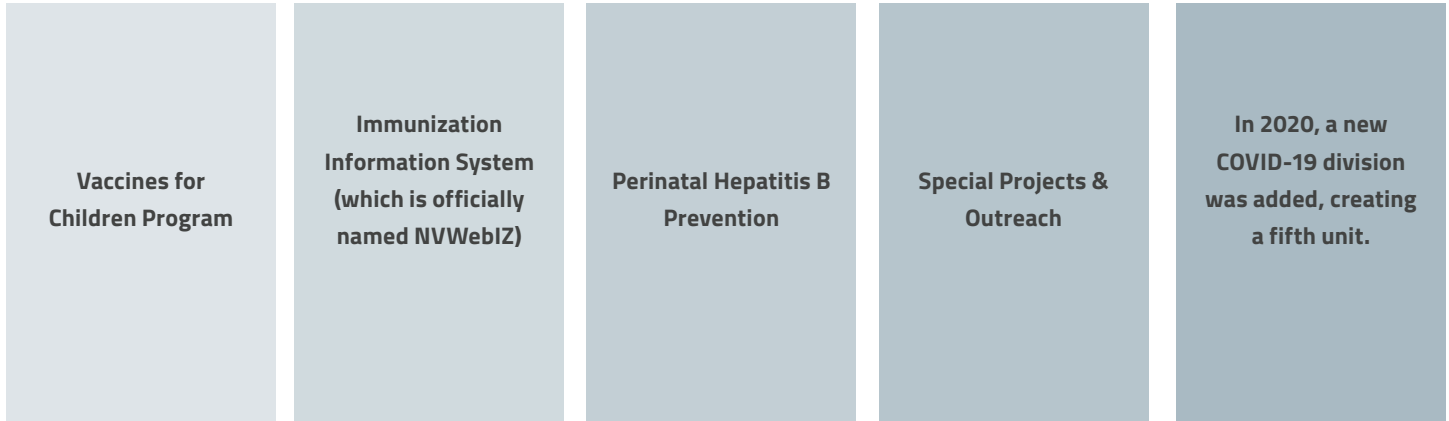 Vaccines for
Children Program
Immunization
Information System
(which is officially
named NVWebIZ)
Perinatal Hepatitis B
Prevention
Special Projects &
Outreach
In 2020, a new
COVID-19 division
was added, creating
a fifth unit.